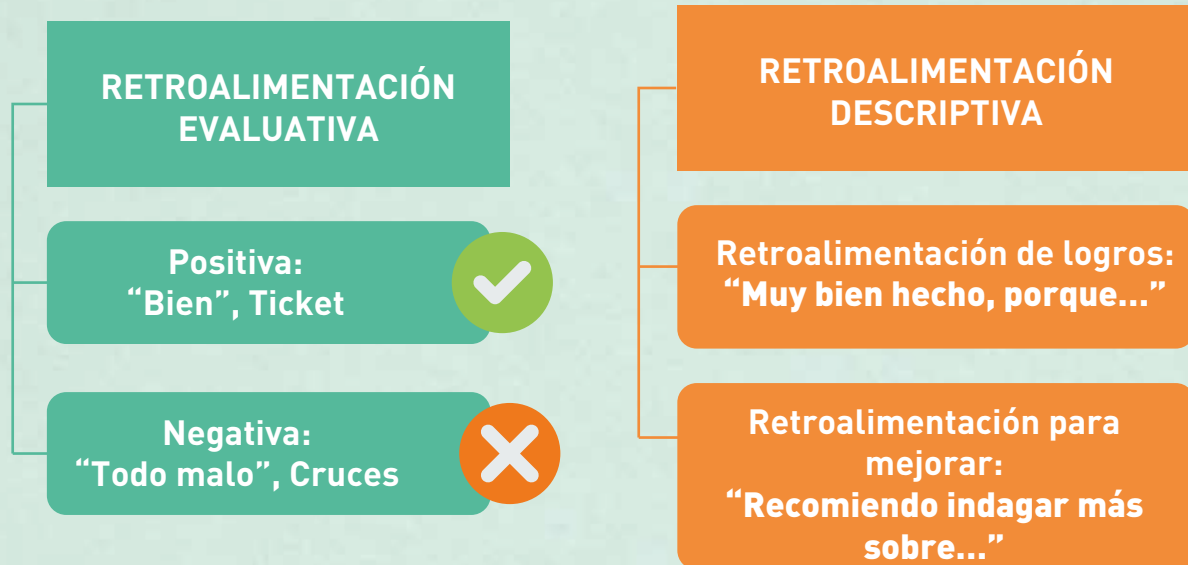 RETROALIMENTACIÓN
EVALUATIVA
Positiva:
“Bien”, Ticket
Negativa:
“Todo malo”, Cruces
RETROALIMENTACIÓN
DESCRIPTIVA
Retroalimentación de logros:
“Muy bien hecho, porque...”
Retroalimentación para
mejorar:
“Recomiendo indagar más
sobre...”